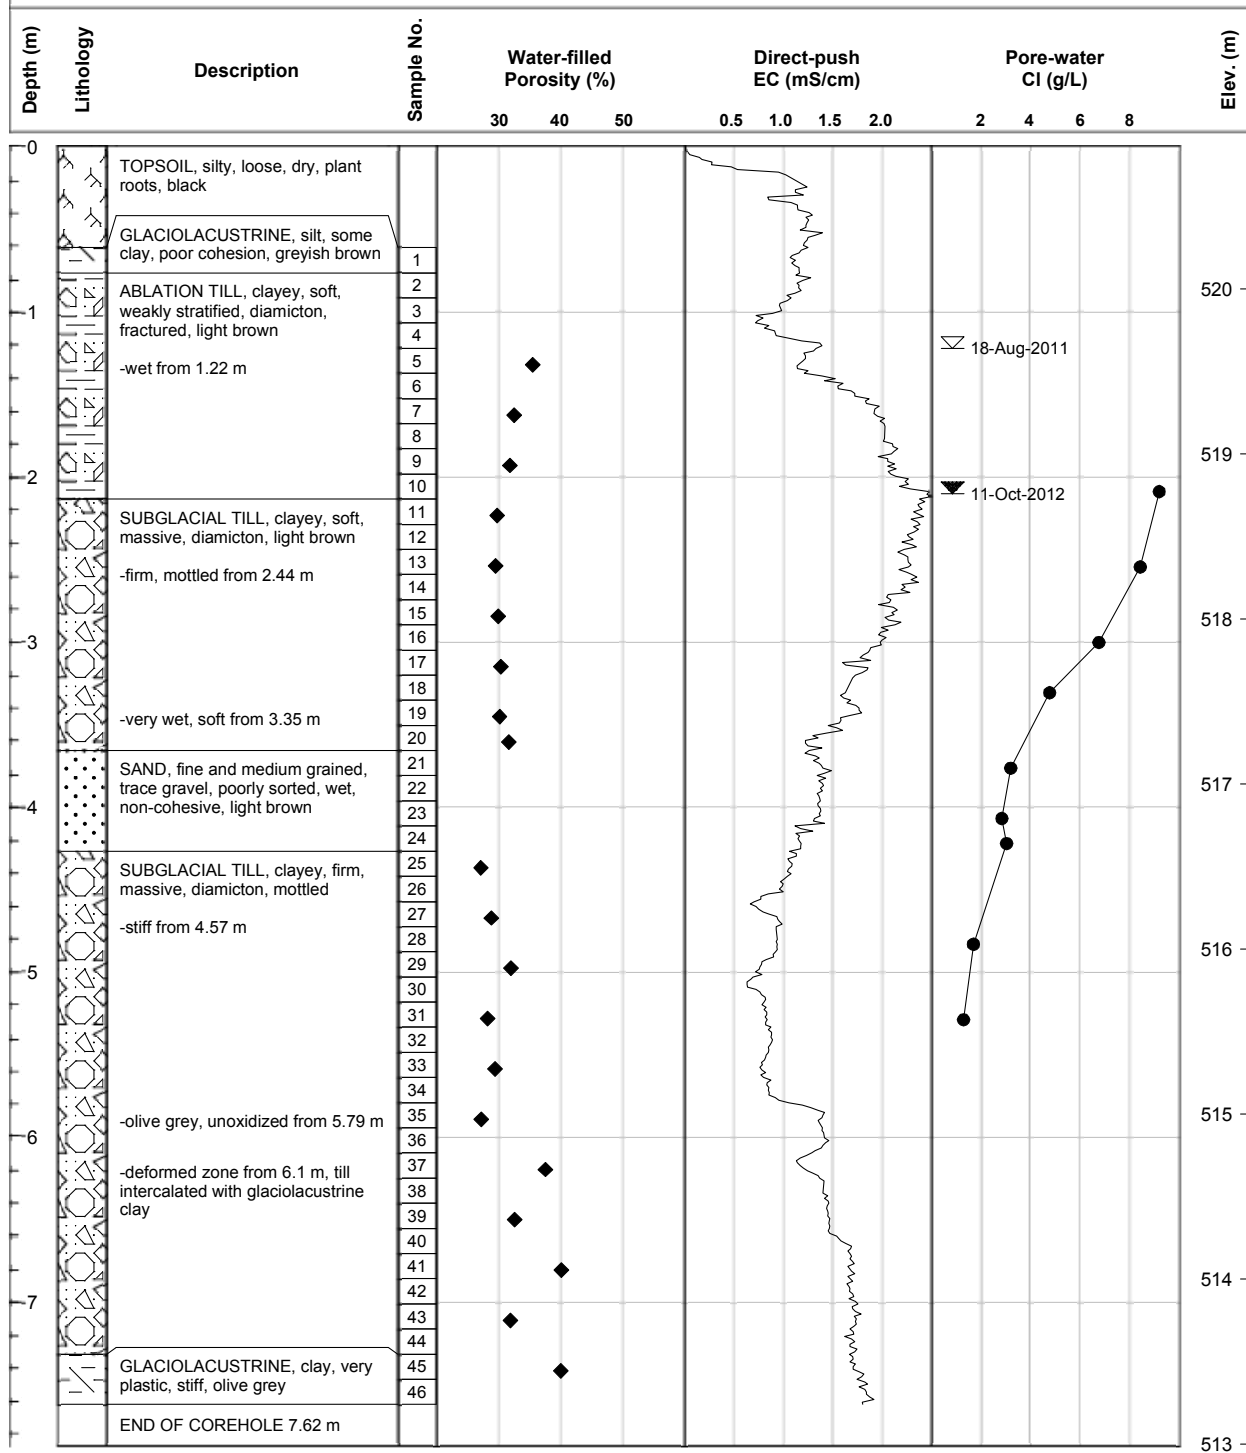 Depth (m)
Lithology
Description
Sample No.
Water-filled
Porosity (%)
30 40 50
Direct-push
EC (mS/cm)
0.5 1.0 1.5 2.0
Pore-water
Cl (g/L)
2 4 6 8
Elev. (m)
0
1
2
3
4
5
6
7
TOPSOIL, silty, loose, dry, plant
roots, black
GLACIOLACUSTRINE, silt, some
clay, poor cohesion, greyish brown
ABLATION TILL, clayey, soft,
weakly stratified, diamicton,
fractured, light brown
-wet from 1.22 m
SUBGLACIAL TILL, clayey, soft,
massive, diamicton, light brown
-firm, mottled from 2.44 m
-very wet, soft from 3.35 m
SAND, fine and medium grained,
trace gravel, poorly sorted, wet,
non-cohesive, light brown
SUBGLACIAL TILL, clayey, firm,
massive, diamicton, mottled
-stiff from 4.57 m
-olive grey, unoxidized from 5.79 m
-deformed zone from 6.1 m, till
intercalated with glaciolacustrine
clay
GLACIOLACUSTRINE, clay, very
plastic, stiff, olive grey
END OF COREHOLE 7.62 m
1
2
3
4
5
6
7
8
9
10
11
12
13
14
15
16
17
18
19
20
21
22
23
24
25
26
27
28
29
30
31
32
33
34
35
36
37
38
39
40
41
42
43
44
45
46
18-Aug-2011
11-Oct-2012
520
519
518
517
516
515
514
513